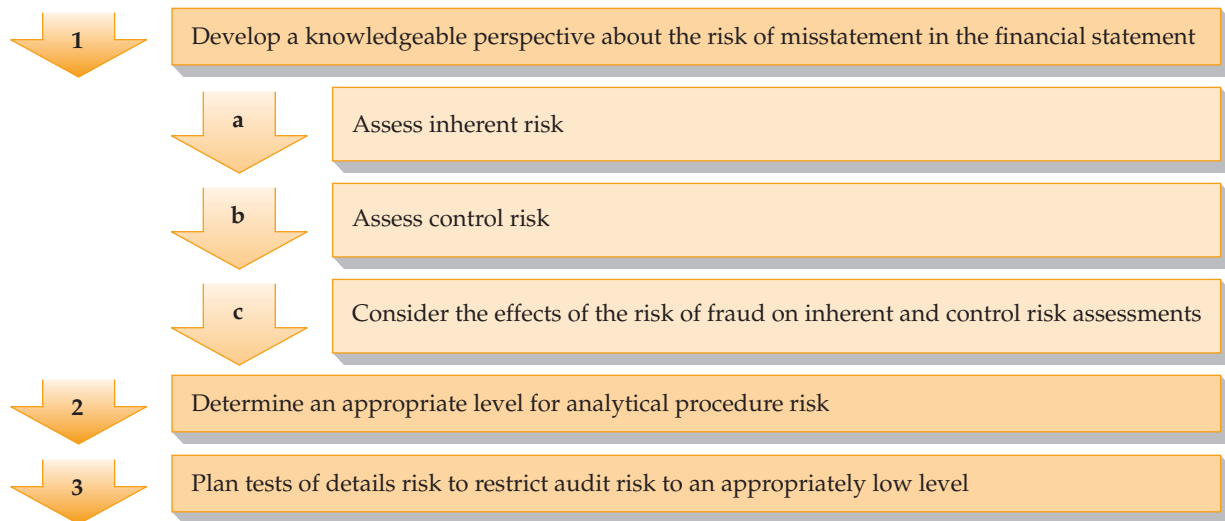 1 Develop a knowledgeable perspective about the risk of misstatement in the financial statement
a Assess inherent risk
b Assess control risk
c Consider the effects of the risk of fraud on inherent and control risk assessments
2 Determine an appropriate level for analytical procedure risk
3 Plan tests of details risk to restrict audit risk to an appropriately low level